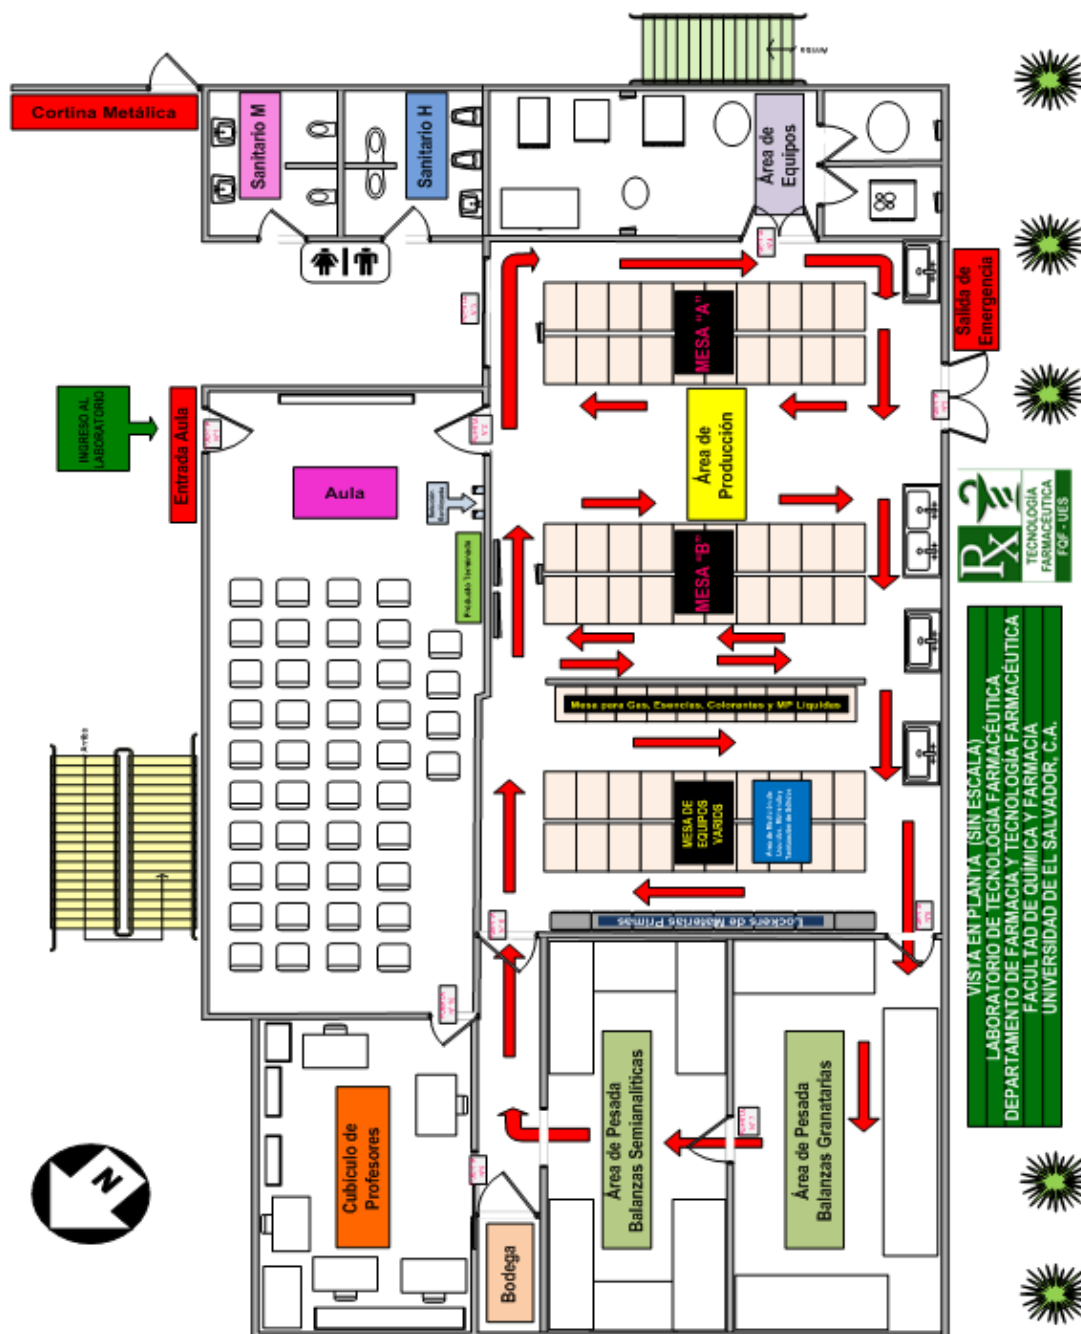 Arriba
Cortina Metálica
Sanitario M
Sanitario H
Área de
Equipos
INGRESO AL
LABORATORIO
Entrada Aula
Aula
Producto Terminado
MESA "A"
Área de
Producción
MESA "B"
Salida de
Emergencia
Rx
TECNOLOGÍA
FARMACÉUTICA
FQF - UES
Mesa para Gas, Esencias, Colorantes y MP Líquidas
MESA DE
EQUIPOS
VARIOS
Lockers de Materias Primas
Arriba
Cubículo de
Profesores
Bodega
Área de Pesada
Balanzas Semianalíticas
Área de Pesada
Balanzas Granatarias
N
VISTA EN PLANTA (SIN ESCALA)
LABORATORIO DE TECNOLOGÍA FARMACÉUTICA
DEPARTAMENTO DE FARMACIA Y TECNOLOGÍA FARMACÉUTICA
FACULTAD DE QUÍMICA Y FARMACIA
UNIVERSIDAD DE EL SALVADOR, C.A.